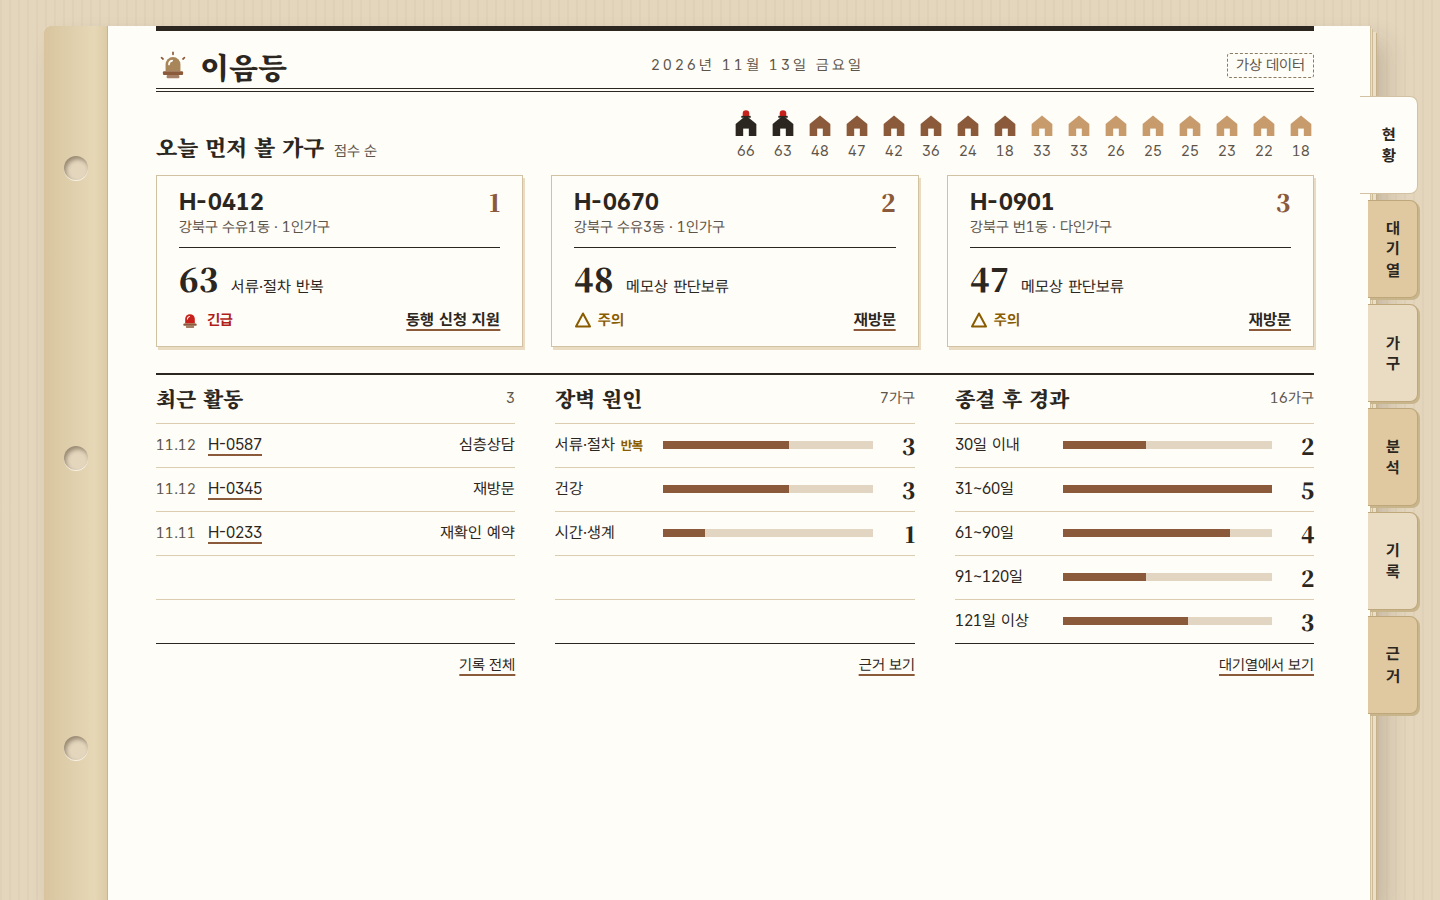 이음등
2026년 11월 13일 금요일
가상 데이터
오늘 먼저 볼 가구 점수 순
66 63 48 47 42 36 24 18 33 33 26 25 25 23 22 18
H-0412 1
강북구 수유1동 · 1인가구
63 서류·절차 반복
긴급 동행 신청 지원
H-0670 2
강북구 수유3동 · 1인가구
48 메모상 판단보류
주의 재방문
H-0901 3
강북구 번1동 · 다인가구
47 메모상 판단보류
주의 재방문
최근 활동 3
11.12 H-0587 심층상담
11.12 H-0345 재방문
11.11 H-0233 재확인 예약
기록 전체
장벽 원인 7가구
서류·절차 반복 3
건강 3
시간·생계 1
근거 보기
종결 후 경과 16가구
30일 이내 2
31~60일 5
61~90일 4
91~120일 2
121일 이상 3
대기열에서 보기
현황
대기열
가구
분석
기록
근거